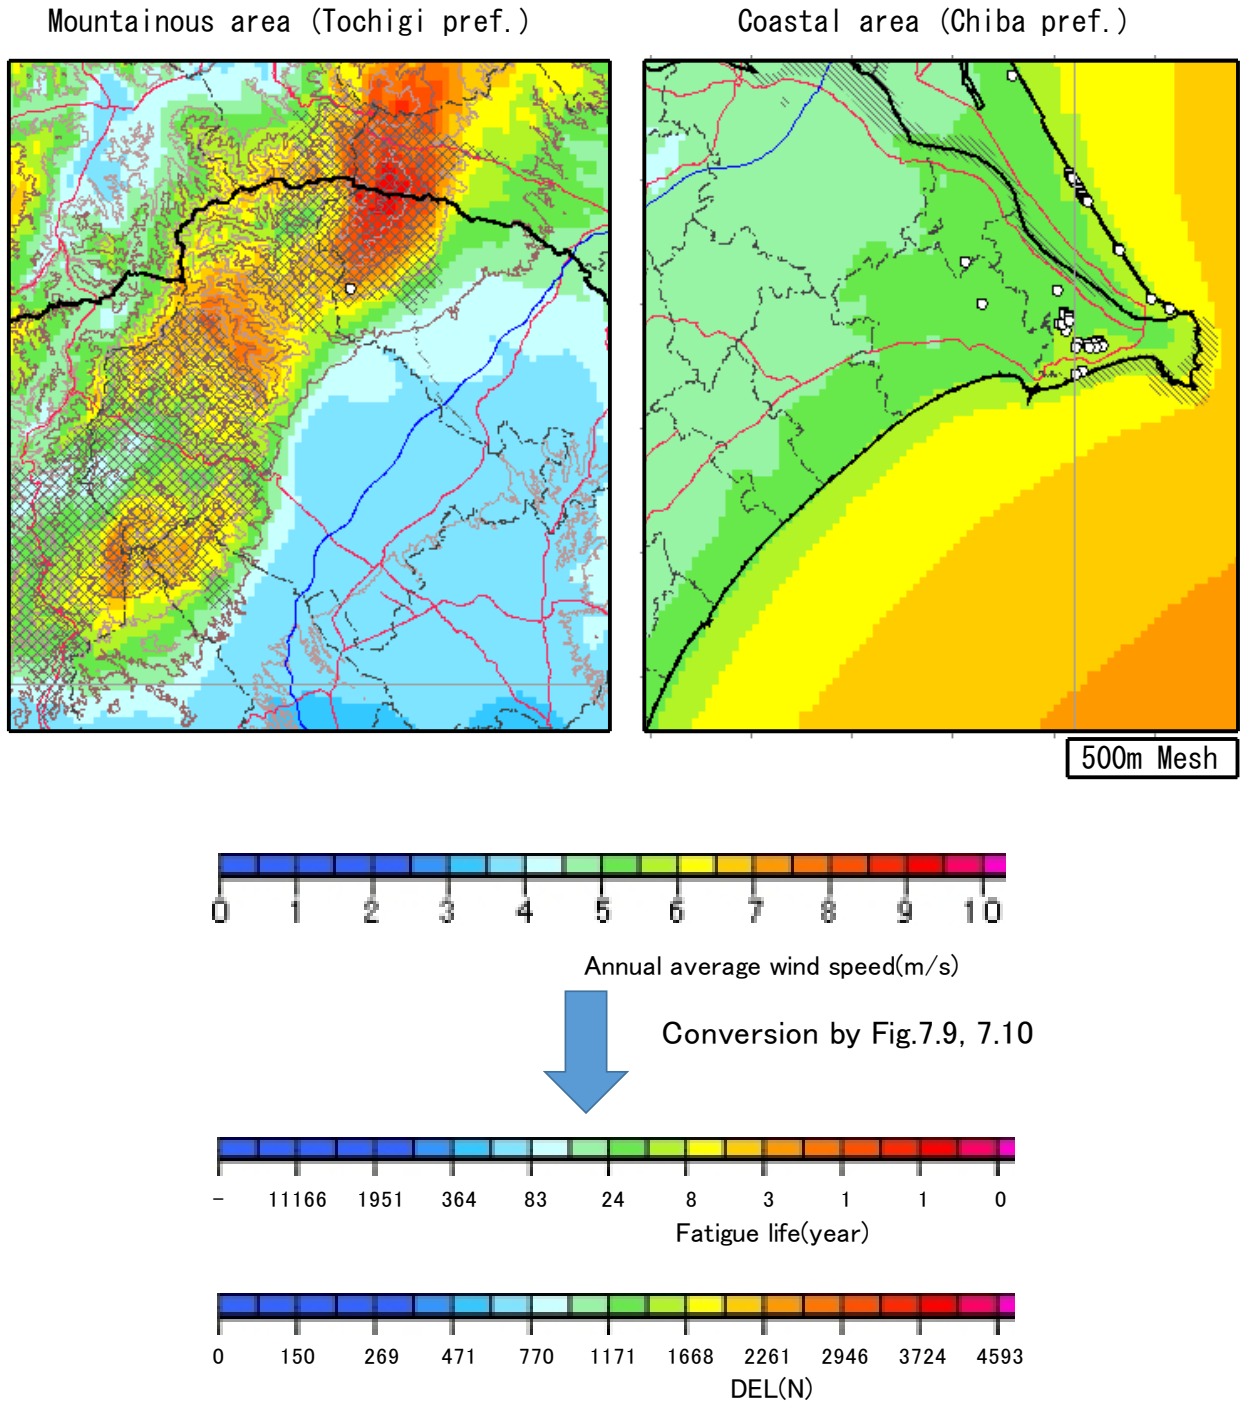 Mountainous area (Tochigi pref.)
Coastal area (Chiba pref.)
500m Mesh
0 1 2 3 4 5 6 7 8 9 10
Annual average wind speed(m/s)
Conversion by Fig.7.9, 7.10
- 11166 1951 364 83 24 8 3 1 1 0
Fatigue life(year)
0 150 269 471 770 1171 1668 2261 2946 3724 4593
DEL(N)